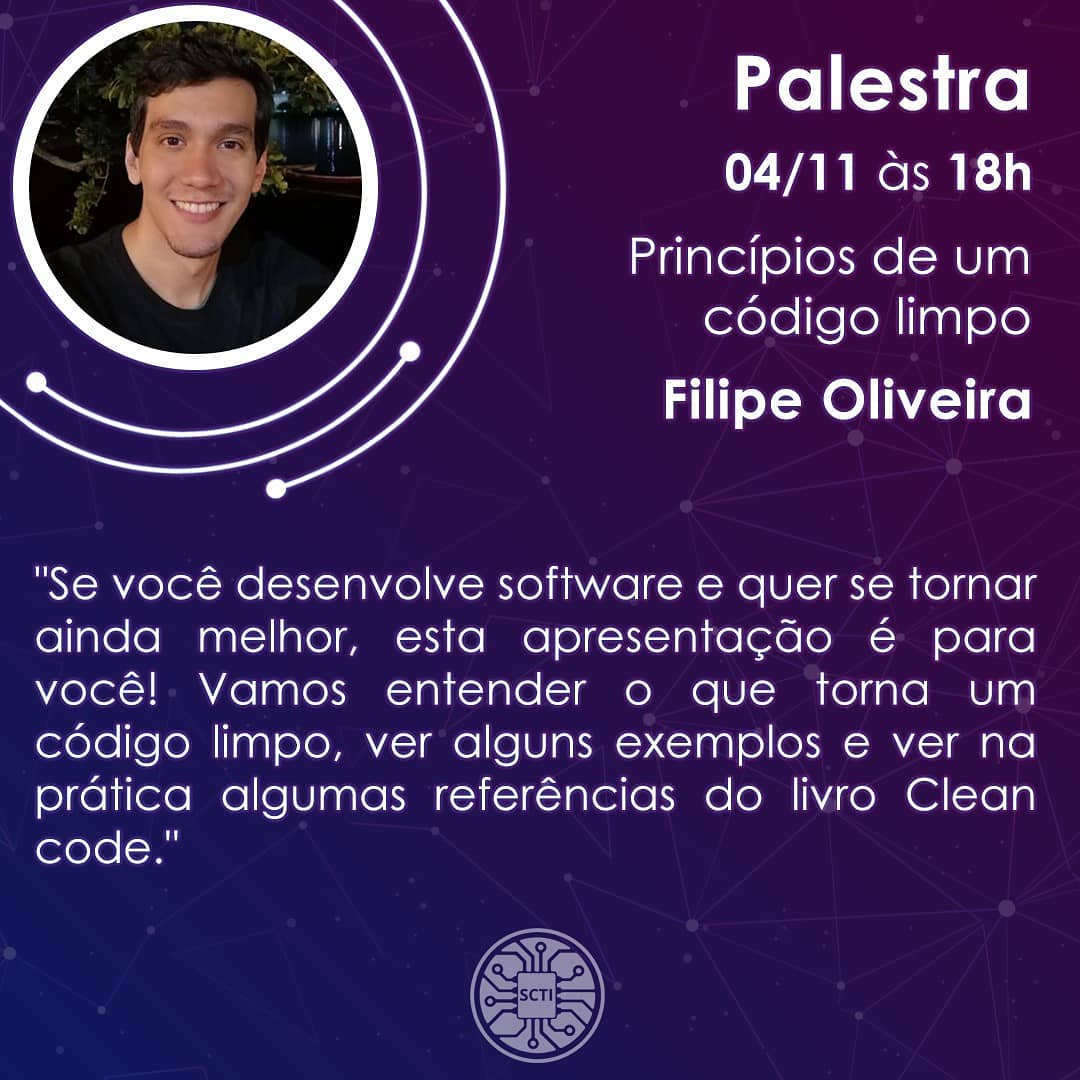 Palestra
04/11 às 18h
Princípios de um
código limpo
Filipe Oliveira
"Se você desenvolve software e quer se tornar
ainda melhor, esta apresentação é para
você! Vamos entender o que torna um
código limpo, ver alguns exemplos e ver na
prática algumas referências do livro Clean
code."
SCTI